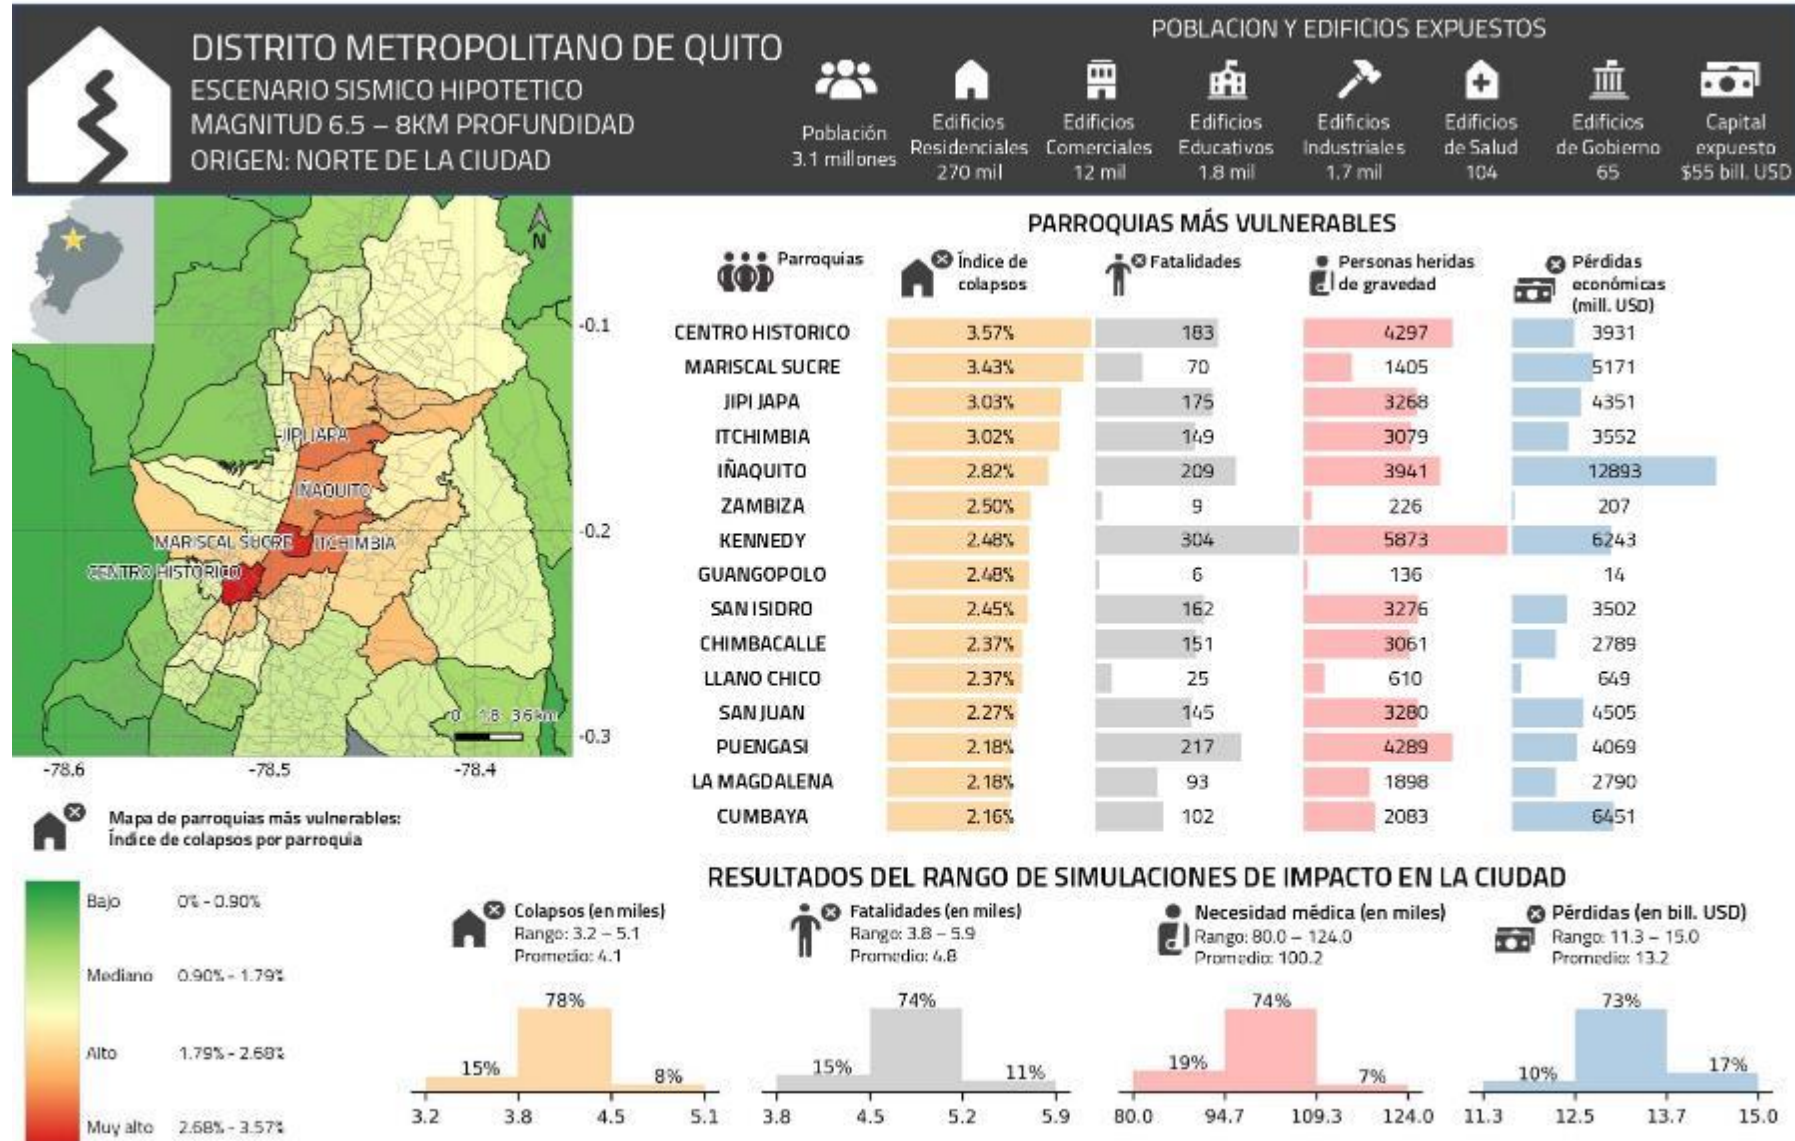 DISTRITO METROPOLITANO DE QUITO
ESCENARIO SISMICO HIPOTETICO
MAGNITUD 6.5 – 8KM PROFUNDIDAD
ORIGEN: NORTE DE LA CIUDAD
POBLACION Y EDIFICIOS EXPUESTOS
Población
3.1 millones
Edificios
Residenciales
270 mil
Edificios
Comerciales
12 mil
Edificios
Educativos
1.8 mil
Edificios
Industriales
1.7 mil
Edificios
de Salud
104
Edificios
de Gobierno
65
Capital
expuesto
$55 bill. USD
N
JIPIJAPA
IÑAQUITO
MARISCAL SUCRE
ITCHIMBIA
CENTRO HISTORICO
0 1.8 3.6 km
-0.1
-0.2
-0.3
-78.6 -78.5 -78.4
Mapa de parroquias más vulnerables:
Índice de colapsos por parroquia
Bajo 0% - 0.90%
Mediano 0.90% - 1.79%
Alto 1.79% - 2.68%
Muy alto 2.68% - 3.57%
PARROQUIAS MÁS VULNERABLES
Parroquias
Índice de
colapsos
Fatalidades
Personas heridas
de gravedad
Pérdidas
económicas
(mill. USD)
CENTRO HISTORICO 3.57% 183 4297 3931
MARISCAL SUCRE 3.43% 70 1405 5171
JIPIJAPA 3.03% 175 3268 4351
ITCHIMBIA 3.02% 149 3079 3552
IÑAQUITO 2.82% 209 3941 12893
ZAMBIZA 2.50% 9 226 207
KENNEDY 2.48% 304 5873 6243
GUANGOPOLO 2.48% 6 136 14
SAN ISIDRO 2.45% 162 3276 3502
CHIMBACALLE 2.37% 151 3061 2789
LLANO CHICO 2.37% 25 610 649
SAN JUAN 2.27% 145 3280 4505
PUENGASI 2.18% 217 4289 4069
LA MAGDALENA 2.18% 93 1898 2790
CUMBAYA 2.16% 102 2083 6451
RESULTADOS DEL RANGO DE SIMULACIONES DE IMPACTO EN LA CIUDAD
Colapsos (en miles)
Rango: 3.2 – 5.1
Promedio: 4.1
78%
15%
8%
3.2 3.8 4.5 5.1
Fatalidades (en miles)
Rango: 3.8 – 5.9
Promedio: 4.8
74%
15%
11%
3.8 4.5 5.2 5.9
Necesidad médica (en miles)
Rango: 80.0 – 124.0
Promedio: 100.2
74%
19%
7%
80.0 94.7 109.3 124.0
Pérdidas (en bill. USD)
Rango: 11.3 – 15.0
Promedio: 13.2
73%
10%
17%
11.3 12.5 13.7 15.0